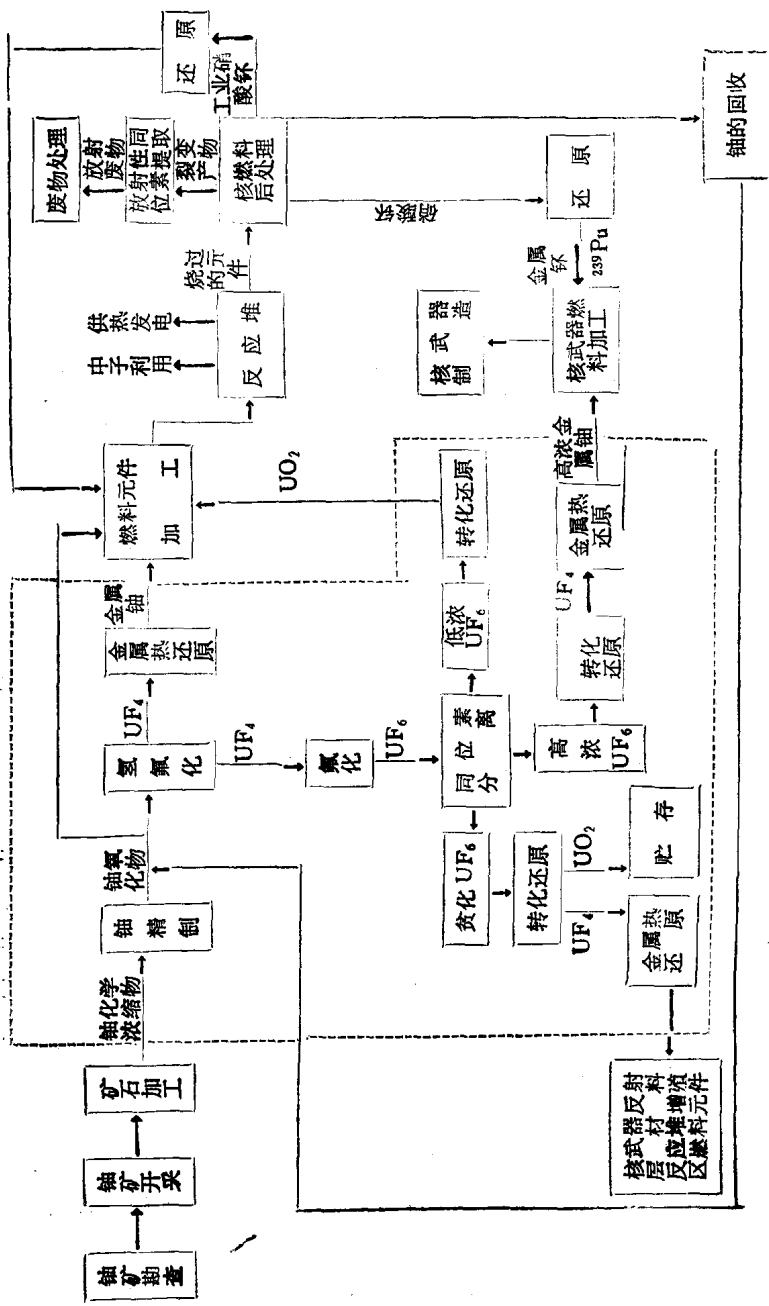 铀矿勘查
铀矿开采
矿石加工
铀化学
浓缩物
铀精制
铀氧
化物
氢氟化
UF₄
金属热还原
金属
铀
燃料元件
加工
反应堆
中子利用
供热发电
烧过
的元
件
核燃料
后处理
裂变
产物
放射性同
位素提取
放射
废物
废物处理
工业硝
酸钚
还原
UF₄
氟化
UF₆
同位素
分离
低浓
UF₆
转化还原
UO₂
高浓
UF₆
转化还原
UF₄
金属热
还原
高浓金
属铀
核武器燃
料加工
核武器
制造
硝酸钚
还原
金属
钚
²³⁹Pu
铀的回收
贫化UF₆
转化还原
UO₂
贮存
UF₄
金属热
还原
核武器反射
层材料
反应堆增殖
区燃料元件